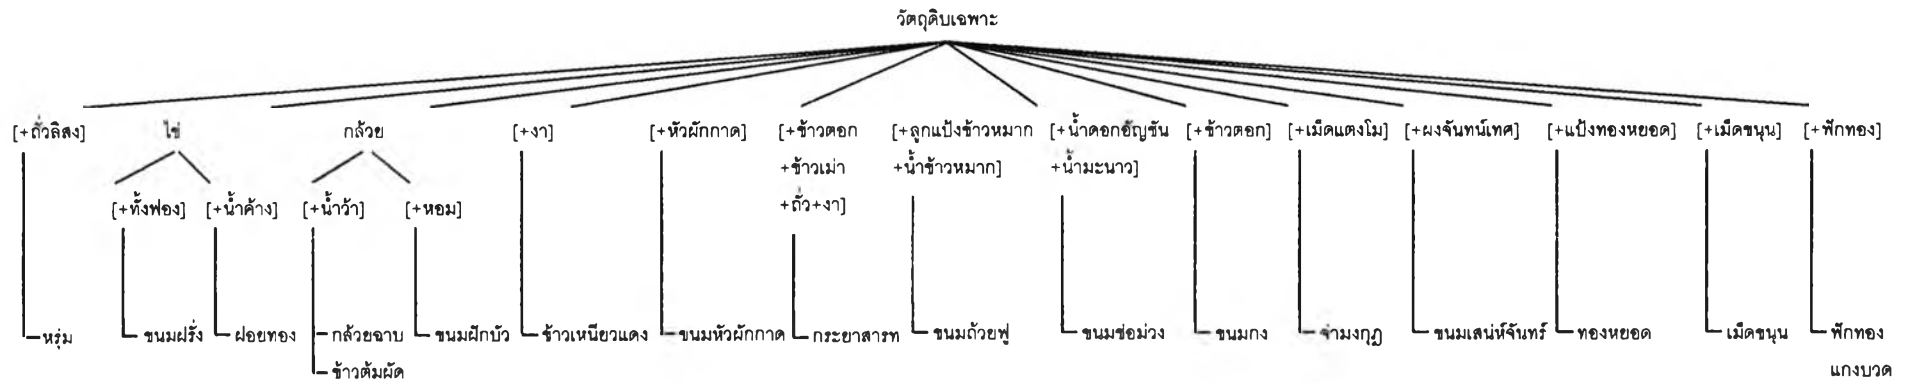 วัตถุดิบเฉพาะ
[+ถั่วลิสง] ไข่ กล้วย [+งา] [+หัวผักกาด] [+ข้าวตอก [+ลูกแป้งข้าวหมาก [+น้ำดอกอัญชัน [+ข้าวตอก] [+เม็ดแตงโม] [+ผงจันทน์เทศ] [+แป้งทองหยอด] [+เม็ดขนุน] [+ฟักทอง]
+ข้าวเม่า +น้ำข้าวหมาก] +น้ำมะนาว]
[+ทั้งฟอง] [+น้ำค้าง] [+น้ำว้า] [+หอม] +ถั่ว+งา]
หรุ่ม ขนมฝรั่ง ฝอยทอง กล้วยฉาบ ขนมฝักบัว ข้าวเหนียวแดง ขนมหัวผักกาด กระยาสารท ขนมถ้วยฟู ขนมช่อม่วง ขนมกง จ่ามงกุฎ ขนมเสน่ห์จันทร์ ทองหยอด เม็ดขนุน ฟักทอง
ข้าวต้มผัด แกงบวด